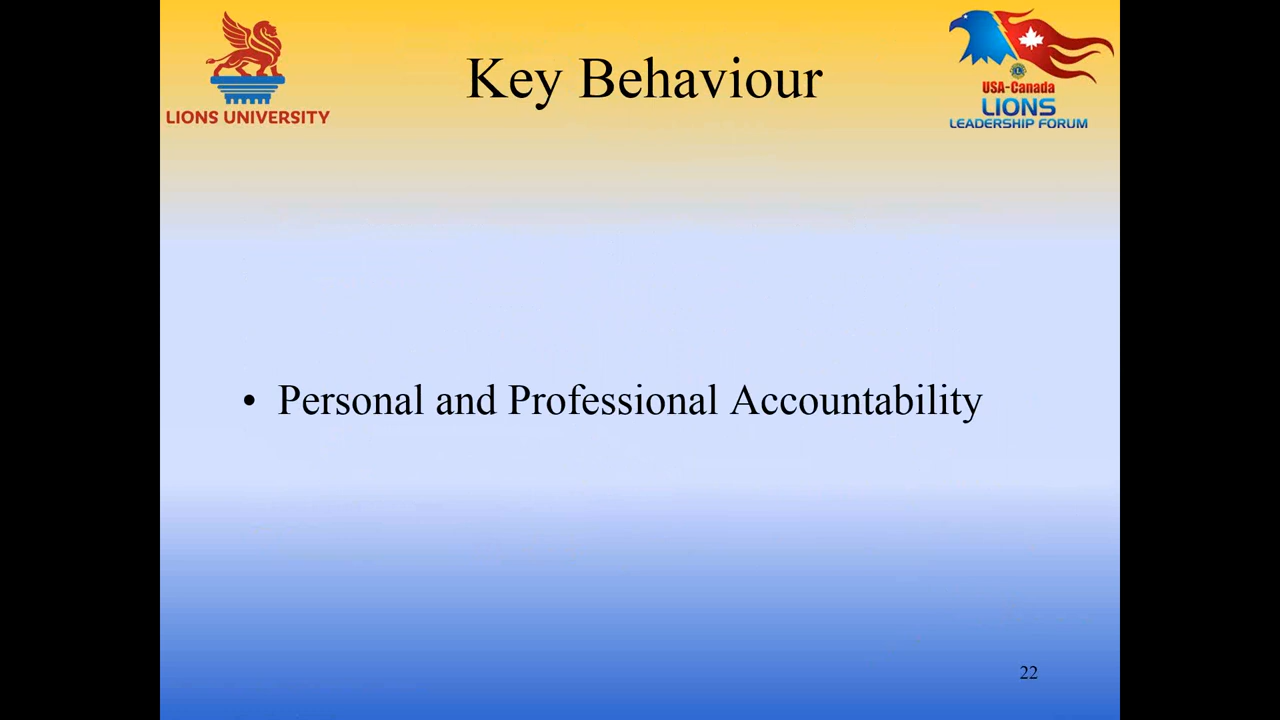 LIONS UNIVERSITY
Key Behaviour
USA-Canada
LIONS
LEADERSHIP FORUM
• Personal and Professional Accountability
22